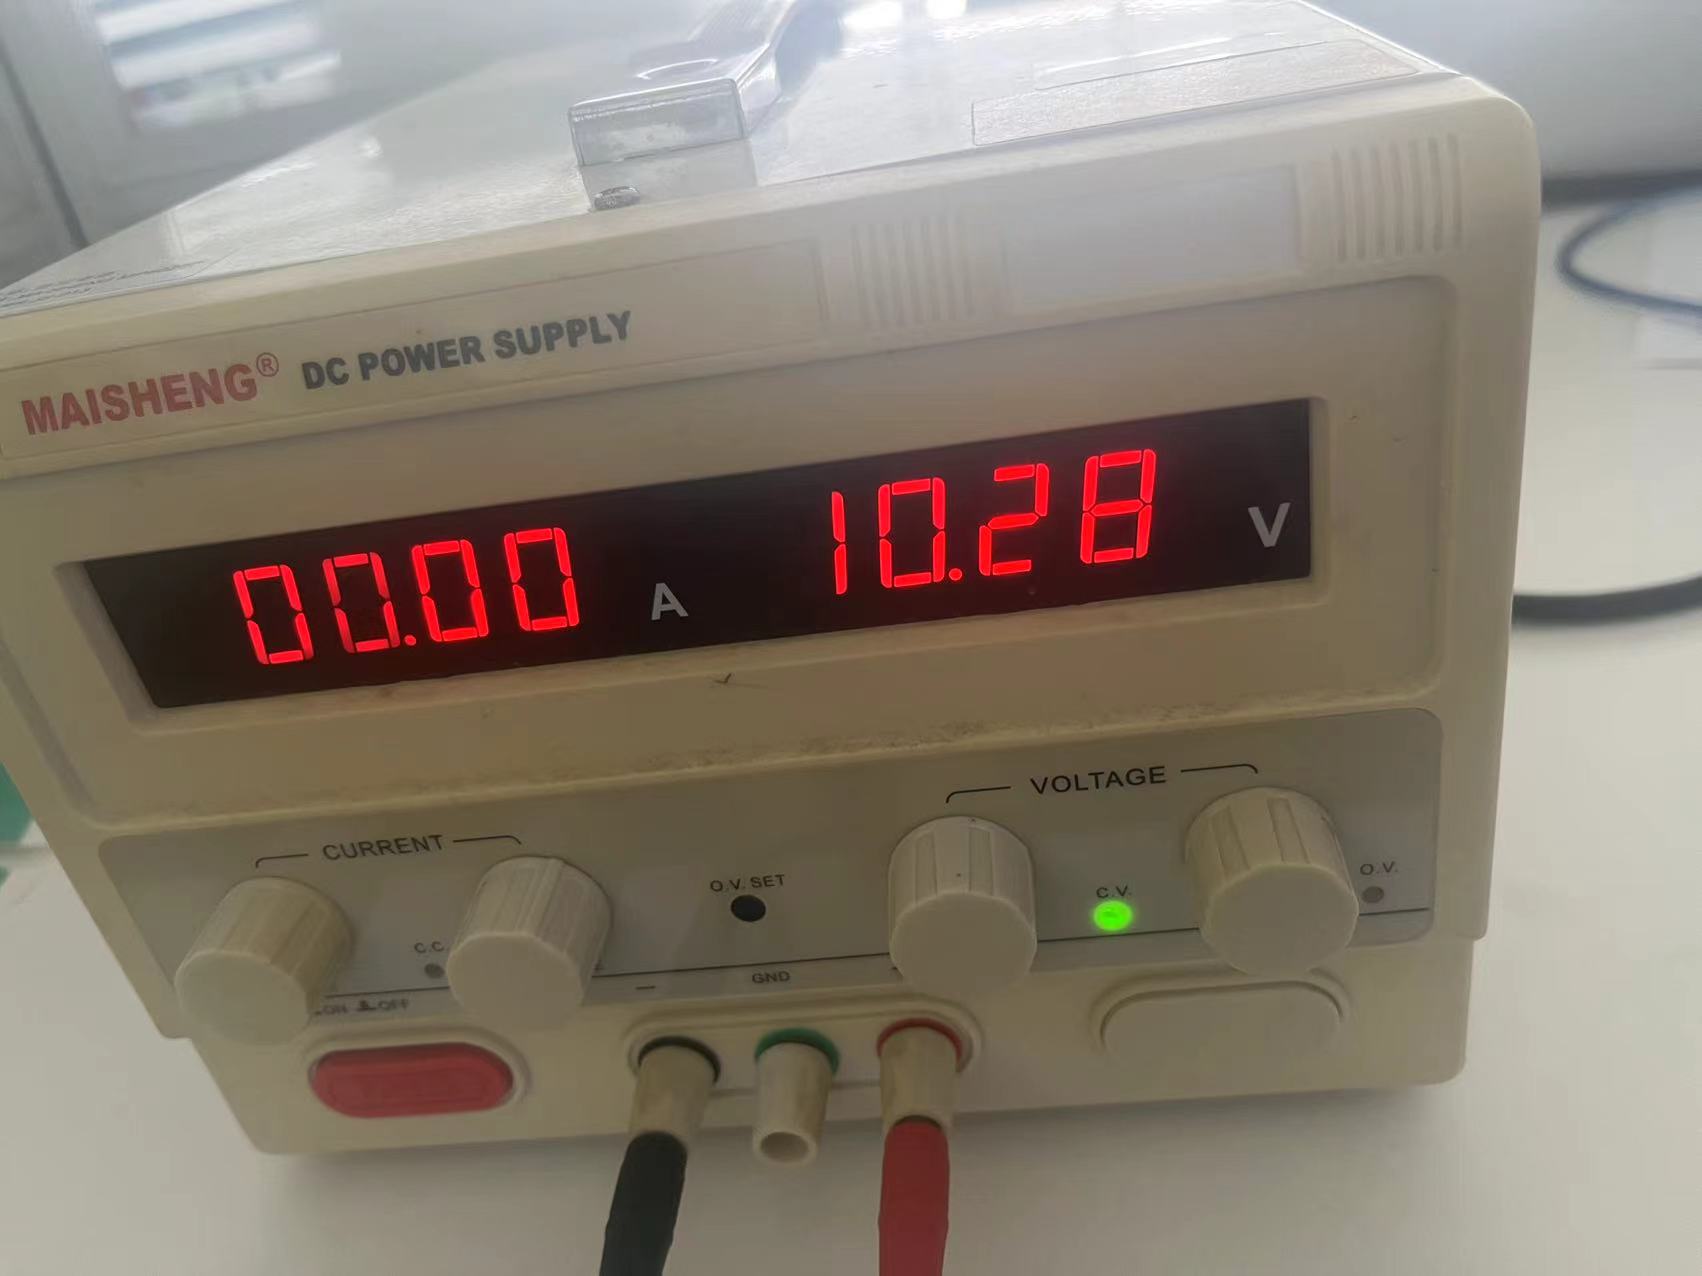 MAISHENG® DC POWER SUPPLY
00.00 A 10.28 V
CURRENT
VOLTAGE
O.V. SET
C.V.
O.V.
C.C.
ON OFF
− GND